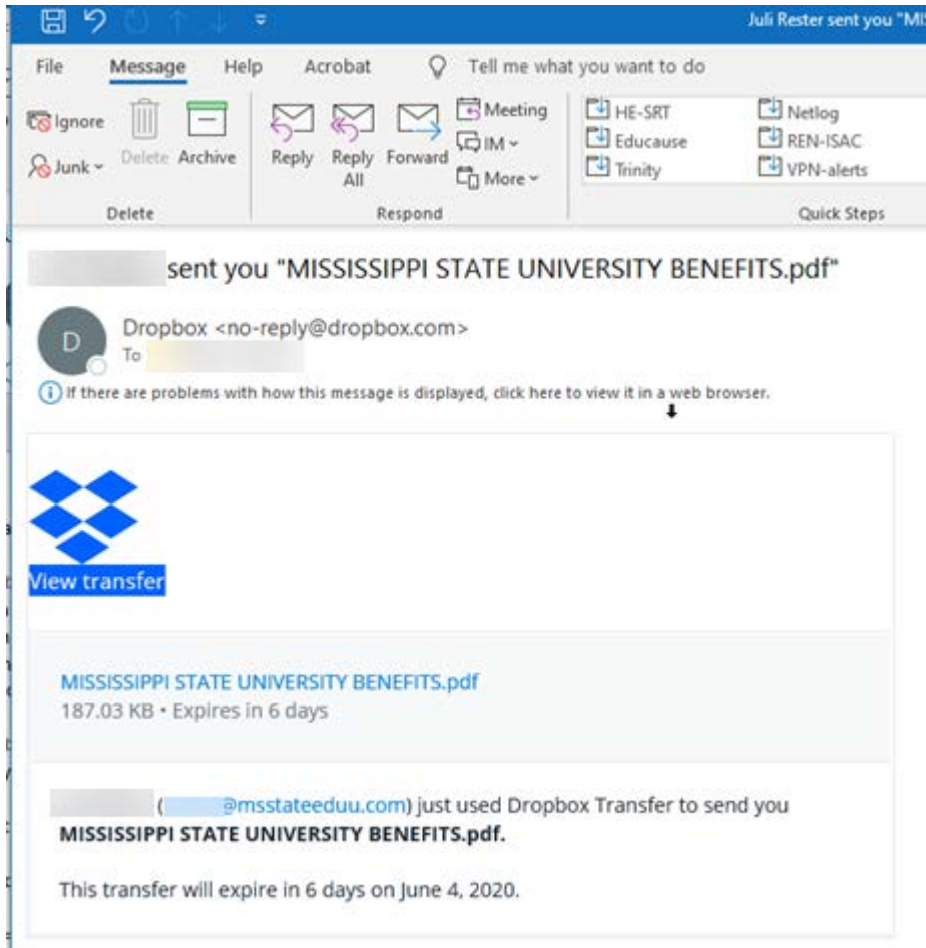 Juli Rester sent you "MIS
File Message Help Acrobat Tell me what you want to do
Ignore
Junk
Delete Archive
Delete
Reply Reply All Forward
Meeting
IM
More
Respond
HE-SRT
Educause
Trinity
Netlog
REN-ISAC
VPN-alerts
Quick Steps
sent you "MISSISSIPPI STATE UNIVERSITY BENEFITS.pdf"
D
Dropbox <no-reply@dropbox.com>
To
If there are problems with how this message is displayed, click here to view it in a web browser.
View transfer
MISSISSIPPI STATE UNIVERSITY BENEFITS.pdf
187.03 KB • Expires in 6 days
( @msstateeduu.com) just used Dropbox Transfer to send you
MISSISSIPPI STATE UNIVERSITY BENEFITS.pdf.
This transfer will expire in 6 days on June 4, 2020.